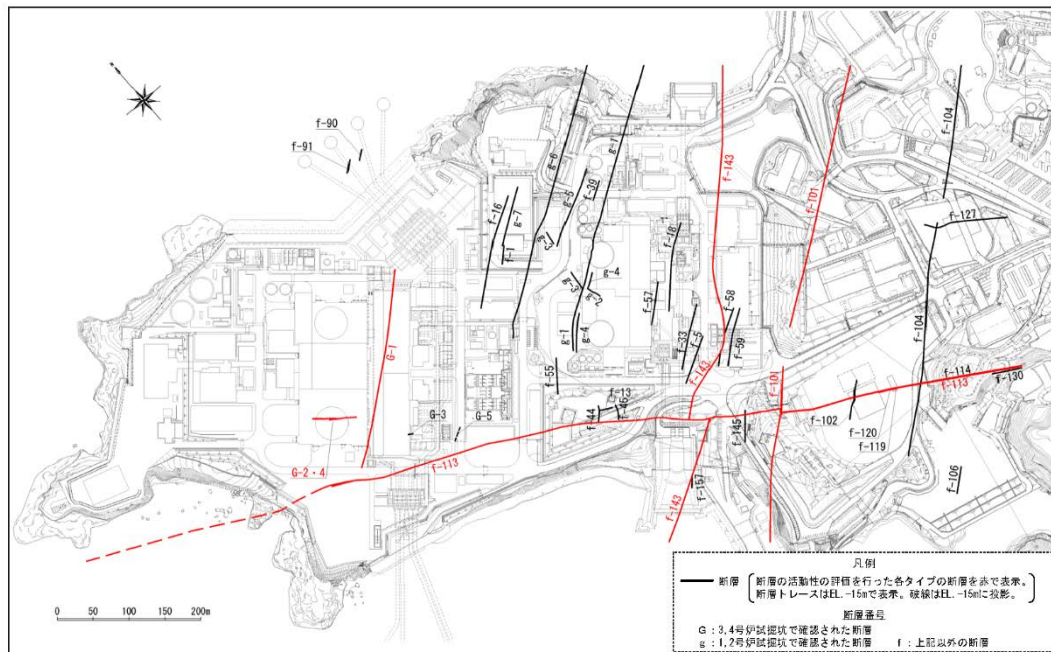 f-90
f-91
g-6
g-1
f-143
f-101
f-104
f-16
g-7
f-1
g-5
f-39
f-18
f-127
g-4
g-3
g-2
f-57
f-58
g-1
g-4
f-33
f-5
f-59
f-104
G-1
f-55
f-143
f-101
f-114
f-113
f-130
f-13
f-44
f-46
G-3
G-5
f-145
f-102
f-120
f-119
G-2・4
f-113
f-157
f-143
f-106
0 50 100 150 200m
凡例
断層 断層の活動性の評価を行った各タイプの断層を赤で表示。
断層トレースはEL.-15mで表示。破線はEL.-15mに投影。
断層番号
G：3,4号炉試掘坑で確認された断層
g：1,2号炉試掘坑で確認された断層 f：上記以外の断層